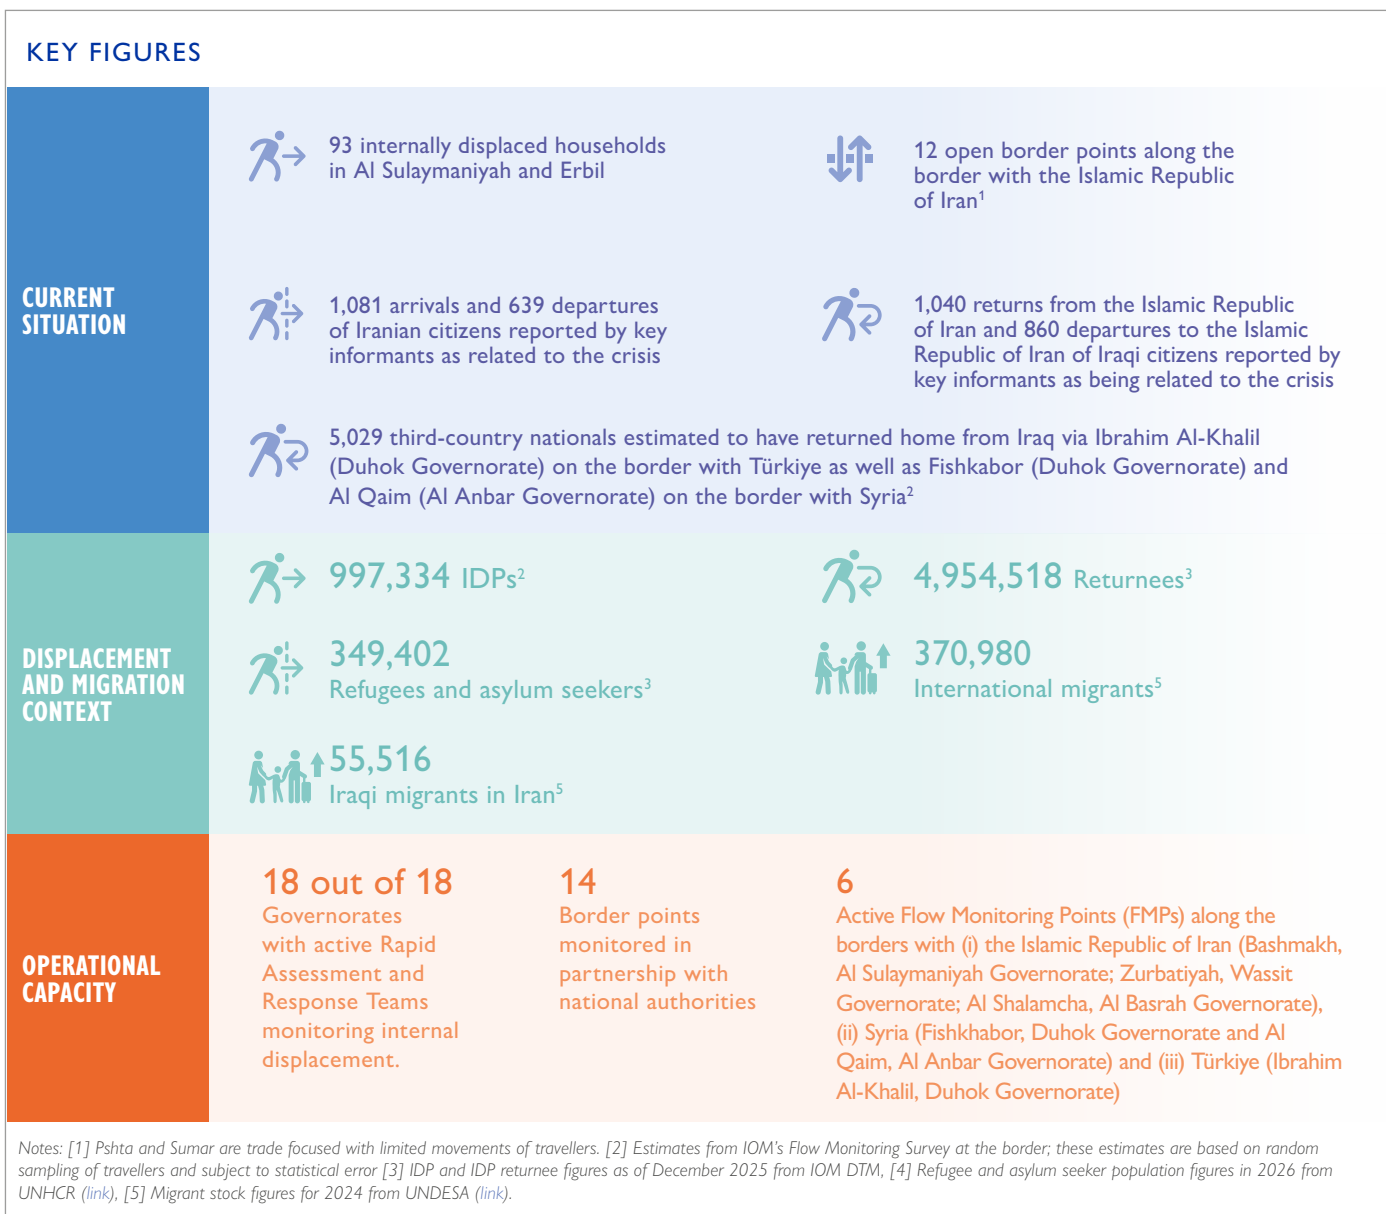 KEY FIGURES
CURRENT
SITUATION
93 internally displaced households
in Al Sulaymaniyah and Erbil
12 open border points along the
border with the Islamic Republic
of Iran1
1,081 arrivals and 639 departures
of Iranian citizens reported by key
informants as related to the crisis
1,040 returns from the Islamic Republic
of Iran and 860 departures to the Islamic
Republic of Iran of Iraqi citizens reported by
key informants as being related to the crisis
5,029 third-country nationals estimated to have returned home from Iraq via Ibrahim Al-Khalil
(Duhok Governorate) on the border with Türkiye as well as Fishkabor (Duhok Governorate) and
Al Qaim (Al Anbar Governorate) on the border with Syria2
DISPLACEMENT
AND MIGRATION
CONTEXT
997,334 IDPs2
4,954,518 Returnees3
349,402
Refugees and asylum seekers3
370,980
International migrants5
55,516
Iraqi migrants in Iran5
OPERATIONAL
CAPACITY
18 out of 18
Governorates
with active Rapid
Assessment and
Response Teams
monitoring internal
displacement.
14
Border points
monitored in
partnership with
national authorities
6
Active Flow Monitoring Points (FMPs) along the
borders with (i) the Islamic Republic of Iran (Bashmakh,
Al Sulaymaniyah Governorate; Zurbatiyah, Wassit
Governorate; Al Shalamcha, Al Basrah Governorate),
(ii) Syria (Fishkhabor, Duhok Governorate and Al
Qaim, Al Anbar Governorate) and (iii) Türkiye (Ibrahim
Al-Khalil, Duhok Governorate)
Notes: [1] Pshta and Sumar are trade focused with limited movements of travellers. [2] Estimates from IOM's Flow Monitoring Survey at the border; these estimates are based on random
sampling of travellers and subject to statistical error [3] IDP and IDP returnee figures as of December 2025 from IOM DTM, [4] Refugee and asylum seeker population figures in 2026 from
UNHCR (link), [5] Migrant stock figures for 2024 from UNDESA (link).